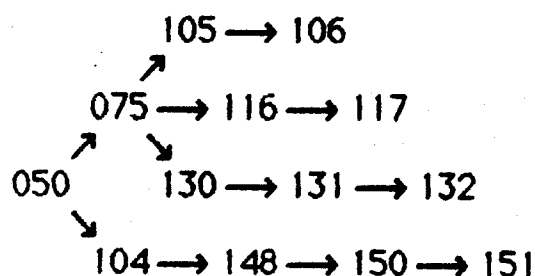 105 → 106
075 → 116 → 117
050 130 → 131 → 132
104 → 148 → 150 → 151